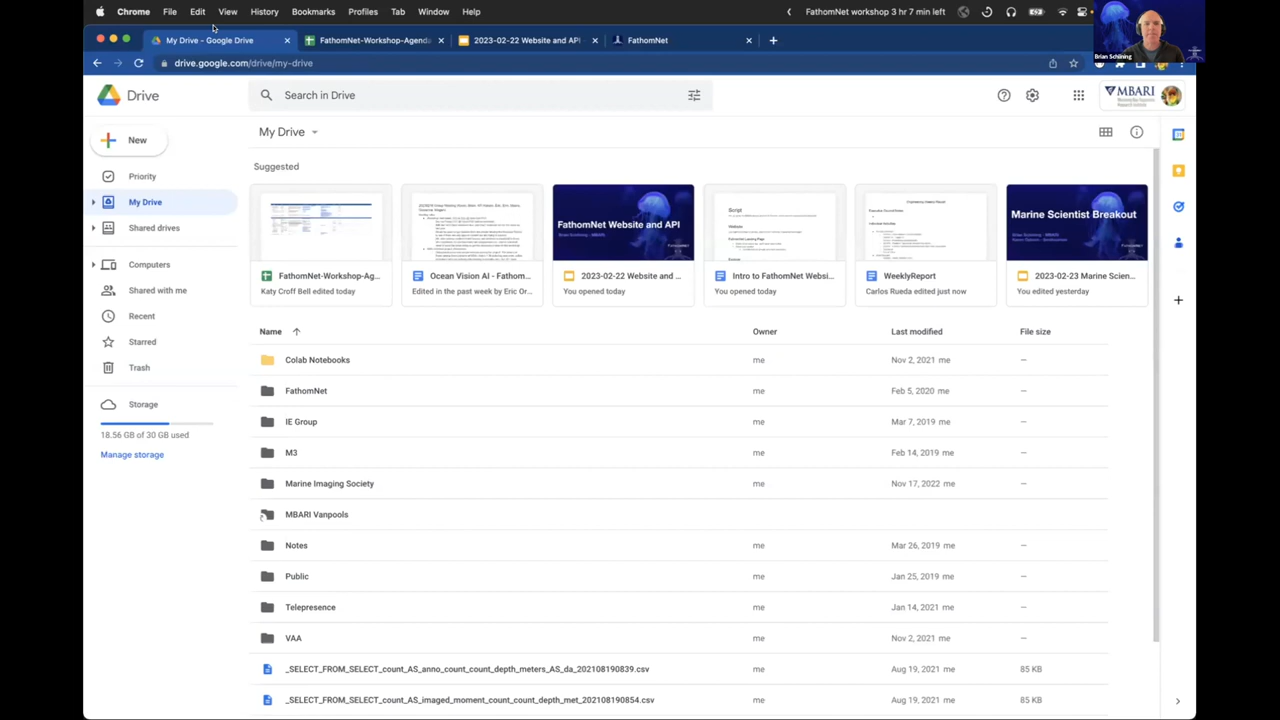 Chrome File Edit View History Bookmarks Profiles Tab Window Help FathomNet workshop 3 hr 7 min left
My Drive - Google Drive FathomNet-Workshop-Agenda 2023-02-22 Website and API FathomNet
drive.google.com/drive/my-drive
Brian Schlining
Drive
Search in Drive
MBARI
New
My Drive
Suggested
Priority
My Drive
Shared drives
Computers
Shared with me
Recent
Starred
Trash
Storage
18.56 GB of 30 GB used
Manage storage
FathomNet Website and API
Script
Marine Scientist Breakout
FathomNet-Workshop-Ag...
Katy Croff Bell edited today
Ocean Vision AI - Fathom...
Edited in the past week by Eric Or...
2023-02-22 Website and ...
You opened today
Intro to FathomNet Websi...
You opened today
WeeklyReport
Carlos Rueda edited just now
2023-02-23 Marine Scien...
You edited yesterday
Name Owner Last modified File size
Colab Notebooks me Nov 2, 2021 me –
FathomNet me Feb 5, 2020 me –
IE Group me Mar 7, 2019 me –
M3 me Feb 14, 2019 me –
Marine Imaging Society me Nov 17, 2022 me –
MBARI Vanpools
Notes me Mar 26, 2019 me –
Public me Jan 25, 2019 me –
Telepresence me Jan 14, 2021 me –
VAA me Nov 2, 2021 me –
_SELECT_FROM_SELECT_count_AS_anno_count_count_depth_meters_AS_da_202108190839.csv me Aug 19, 2021 me 85 KB
_SELECT_FROM_SELECT_count_AS_imaged_moment_count_count_depth_met_202108190854.csv me Aug 19, 2021 me 85 KB